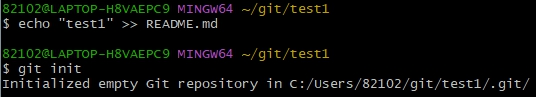 82102@LAPTOP-H8VAEPC9 MINGW64 ~/git/test1
$ echo "test1" >> README.md
82102@LAPTOP-H8VAEPC9 MINGW64 ~/git/test1
$ git init
Initialized empty Git repository in C:/Users/82102/git/test1/.git/